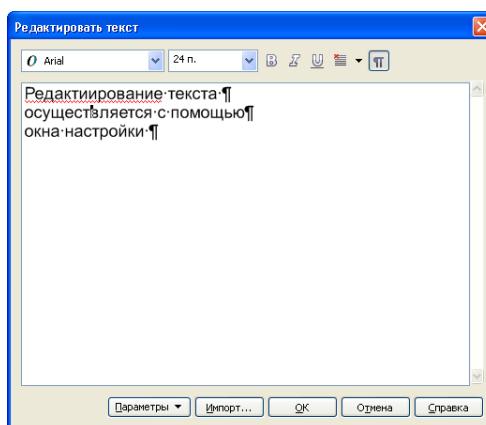 Редактировать текст
O Arial 24 п. B I U ¶
Редактиирование·текста·¶
осуществляется·с·помощью¶
окна·настройки·¶
Параметры Импорт... OK Отмена Справка